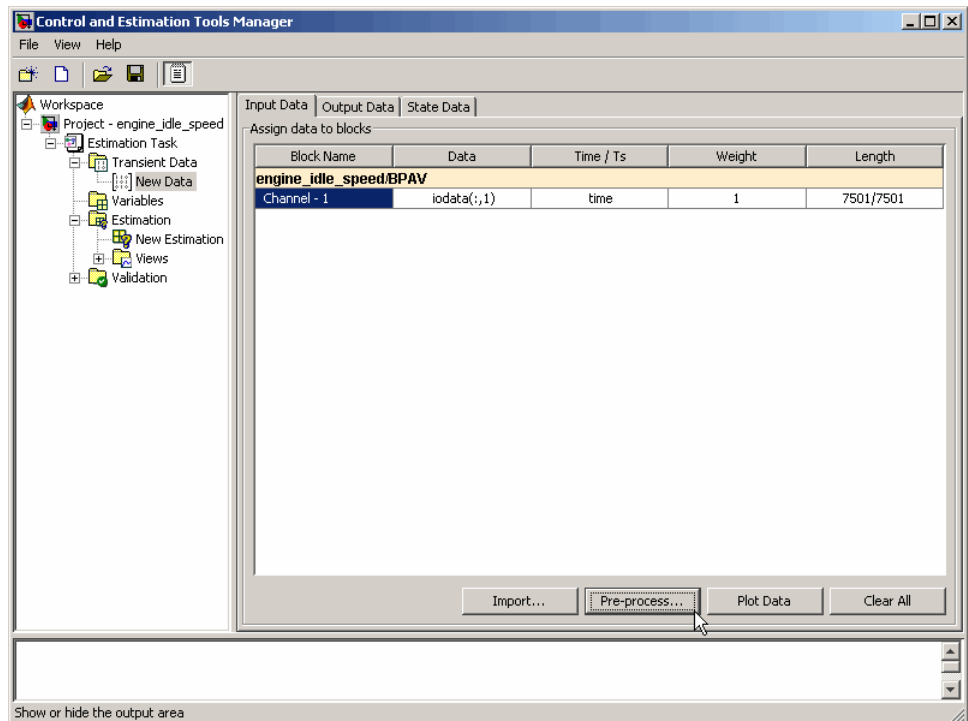 Control and Estimation Tools Manager
File View Help
Workspace
Project - engine_idle_speed
Estimation Task
Transient Data
New Data
Variables
Estimation
New Estimation
Views
Validation
Input Data Output Data State Data
Assign data to blocks
Block Name Data Time / Ts Weight Length
engine_idle_speed/BPAV
Channel - 1 iodata(:,1) time 1 7501/7501
Import... Pre-process... Plot Data Clear All
Show or hide the output area